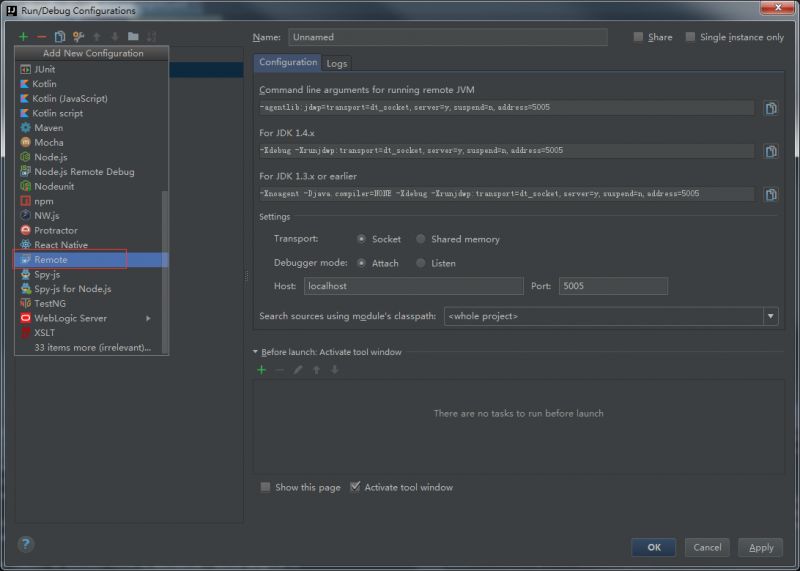 Run/Debug Configurations
Add New Configuration
JUnit
Kotlin
Kotlin (JavaScript)
Kotlin script
Maven
Mocha
Node.js
Node.js Remote Debug
Nodeunit
npm
NW.js
Protractor
React Native
Remote
Spy-js
Spy-js for Node.js
TestNG
WebLogic Server
XSLT
33 items more (irrelevant)...
Name: Unnamed
Share
Single instance only
Configuration Logs
Command line arguments for running remote JVM
-agentlib:jdwp=transport=dt_socket,server=y,suspend=n,address=5005
For JDK 1.4.x
-Xdebug -Xrunjdwp:transport=dt_socket,server=y,suspend=n,address=5005
For JDK 1.3.x or earlier
-Xnoagent -Djava.compiler=NONE -Xdebug -Xrunjdwp:transport=dt_socket,server=y,suspend=n,address=5005
Settings
Transport: Socket Shared memory
Debugger mode: Attach Listen
Host: localhost Port: 5005
Search sources using module's classpath: <whole project>
Before launch: Activate tool window
There are no tasks to run before launch
Show this page Activate tool window
? OK Cancel Apply